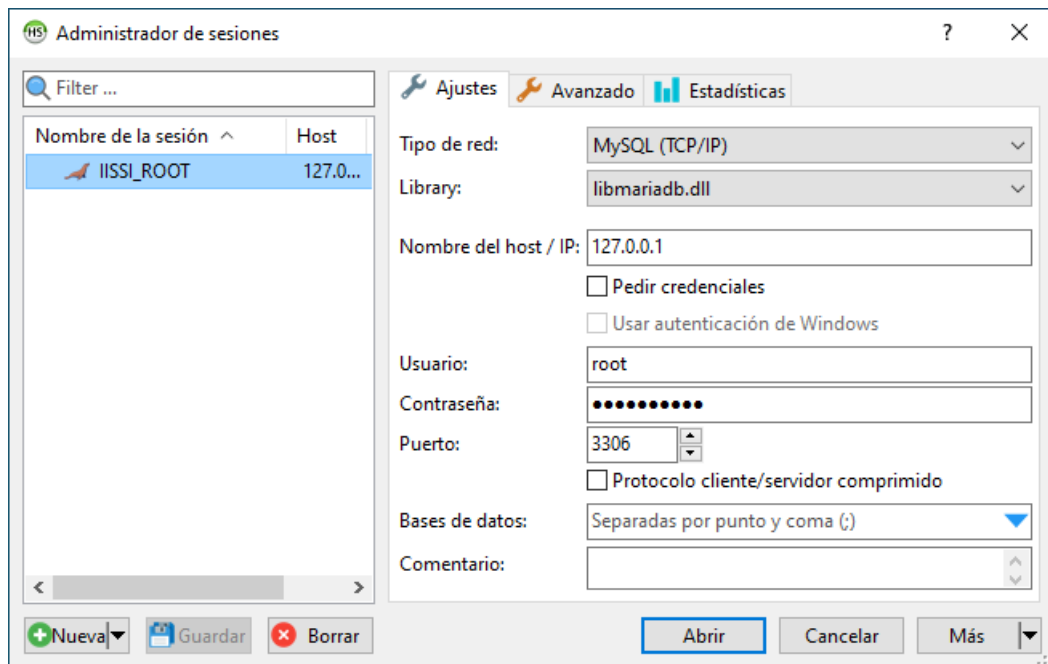 HS Administrador de sesiones ?
Filter ...
Nombre de la sesión Host
IISSI_ROOT 127.0...
Ajustes Avanzado Estadísticas
Tipo de red: MySQL (TCP/IP)
Library: libmariadb.dll
Nombre del host / IP: 127.0.0.1
Pedir credenciales
Usar autenticación de Windows
Usuario: root
Contraseña: ●●●●●●●●●●
Puerto: 3306
Protocolo cliente/servidor comprimido
Bases de datos: Separadas por punto y coma (;)
Comentario:
Nueva Guardar Borrar Abrir Cancelar Más